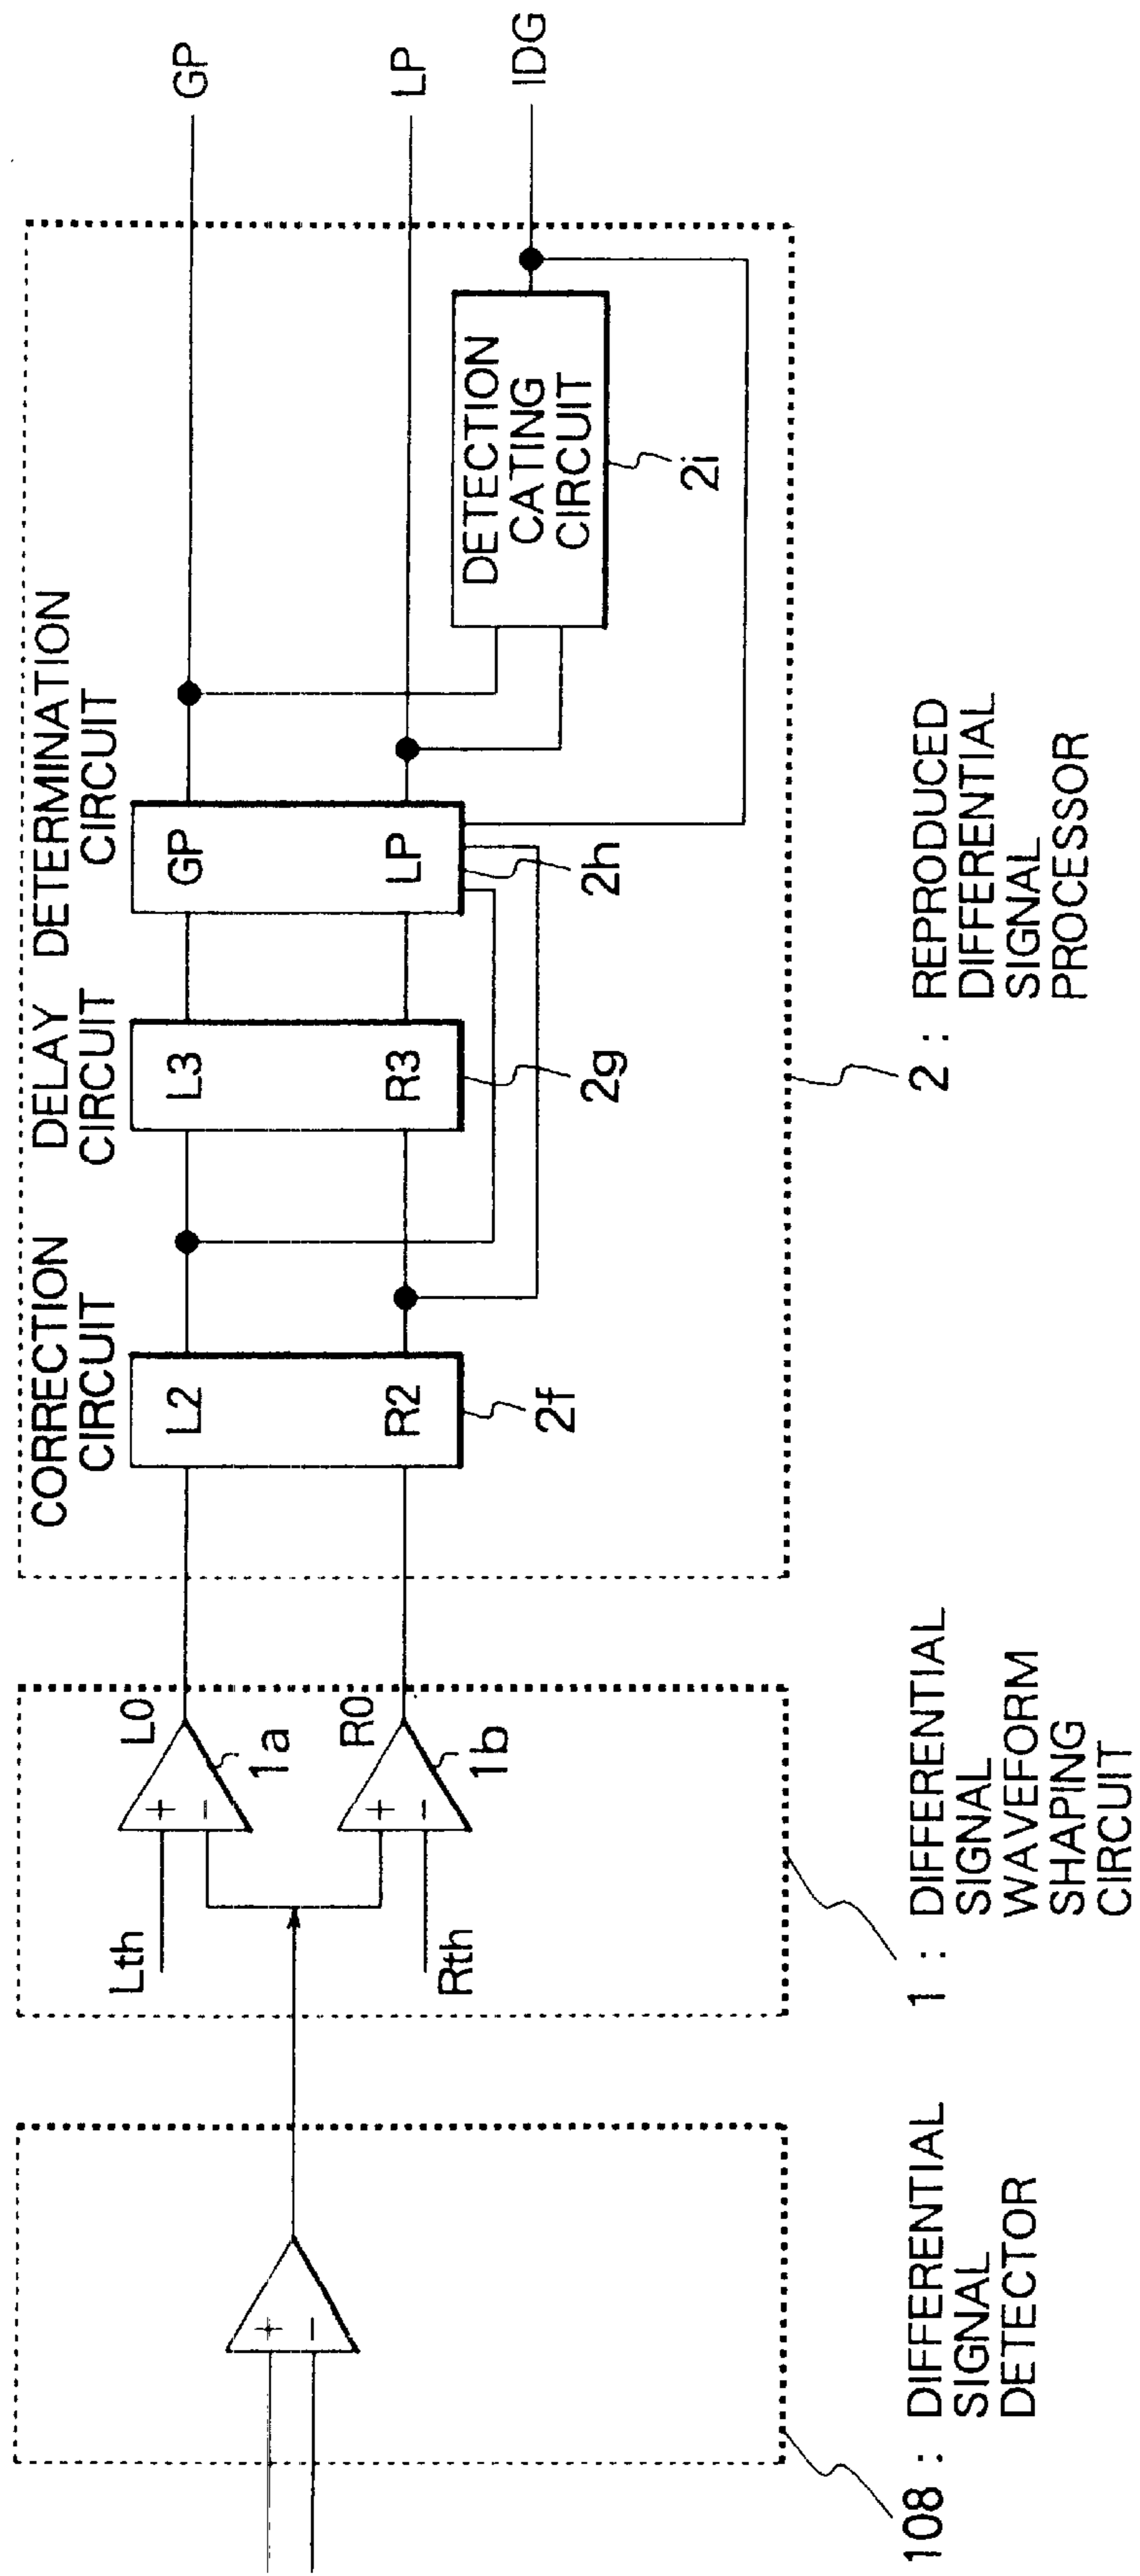 CORRECTION
CIRCUIT
DELAY
CIRCUIT
DETERMINATION
CIRCUIT
GP
LP
IDG
Lth
Rth
+
−
+
−
+
−
L0
R0
1a
1b
L2
R2
2f
L3
R3
2g
GP
LP
2h
DETECTION
CATING
CIRCUIT
2i
108 : DIFFERENTIAL
SIGNAL
DETECTOR
1 : DIFFERENTIAL
SIGNAL
WAVEFORM
SHAPING
CIRCUIT
2 : REPRODUCED
DIFFERENTIAL
SIGNAL
PROCESSOR